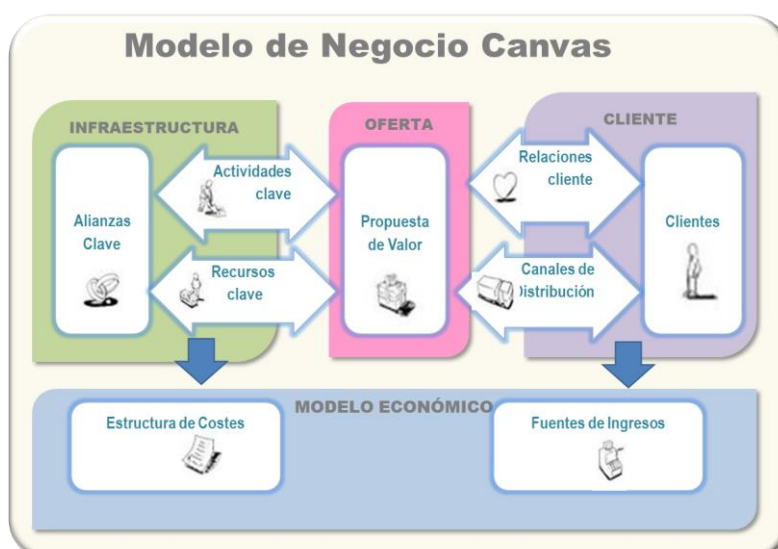 Modelo de Negocio Canvas
INFRAESTRUCTURA
OFERTA
CLIENTE
Actividades
clave
Relaciones
cliente
Alianzas
Clave
Propuesta
de Valor
Clientes
Recursos
clave
Canales de
Distribución
MODELO ECONÓMICO
Estructura de Costes
Fuentes de Ingresos